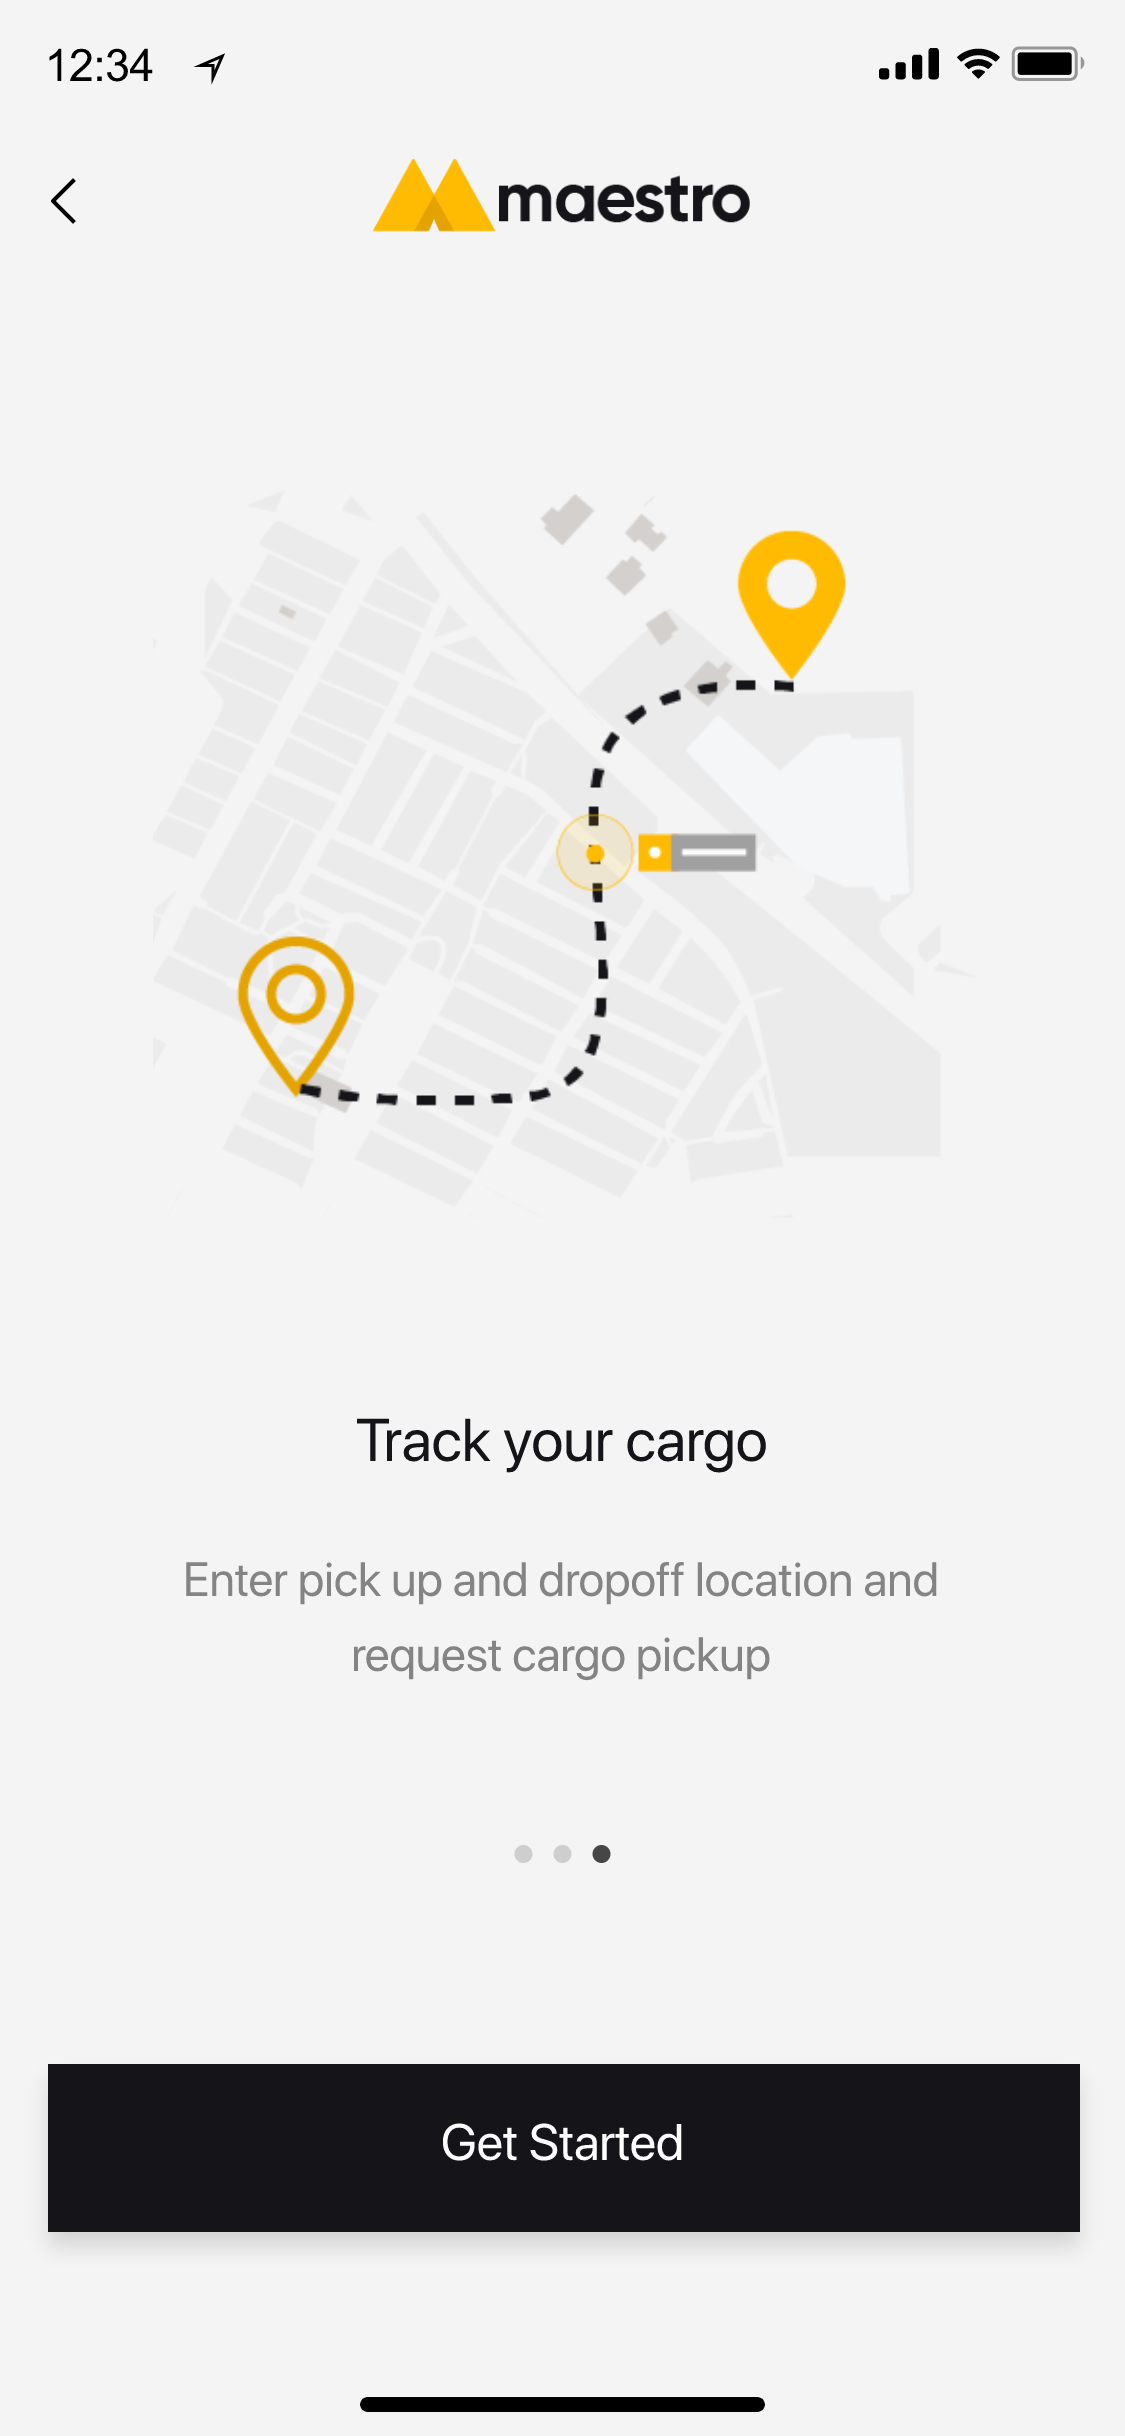 12:34
maestro
Track your cargo
Enter pick up and dropoff location and
request cargo pickup
Get Started